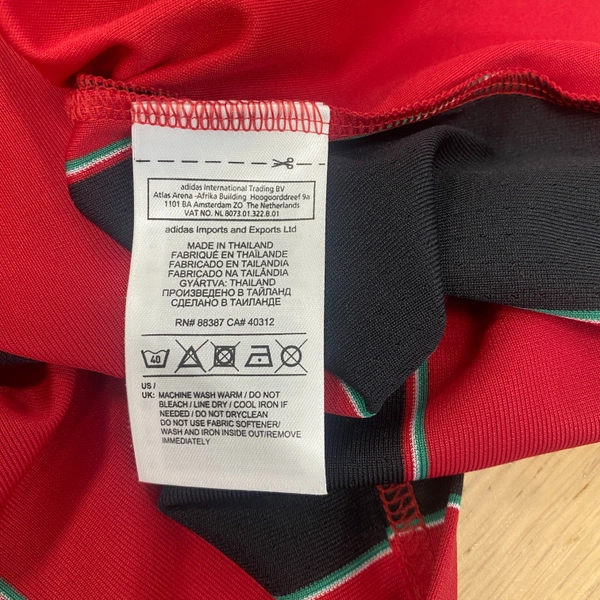 adidas International Trading BV
Atlas Arena -Afrika Building Hoogoorddreef 9a
1101 BA Amsterdam ZO The Netherlands
VAT NO. NL 8073.01.322.B.01
adidas Imports and Exports Ltd
MADE IN THAILAND
FABRIQUÉ EN THAÏLANDE
FABRICADO EN TAILANDIA
FABRICADO NA TAILÂNDIA
GYÁRTVA: THAILAND
ПРОИЗВЕДЕНО В ТАЙЛАНД
СДЕЛАНО В ТАИЛАНДЕ
RN# 88387 CA# 40312
40
US /
UK: MACHINE WASH WARM / DO NOT
BLEACH / LINE DRY / COOL IRON IF
NEEDED / DO NOT DRYCLEAN
DO NOT USE FABRIC SOFTENER/
WASH AND IRON INSIDE OUT/REMOVE
IMMEDIATELY